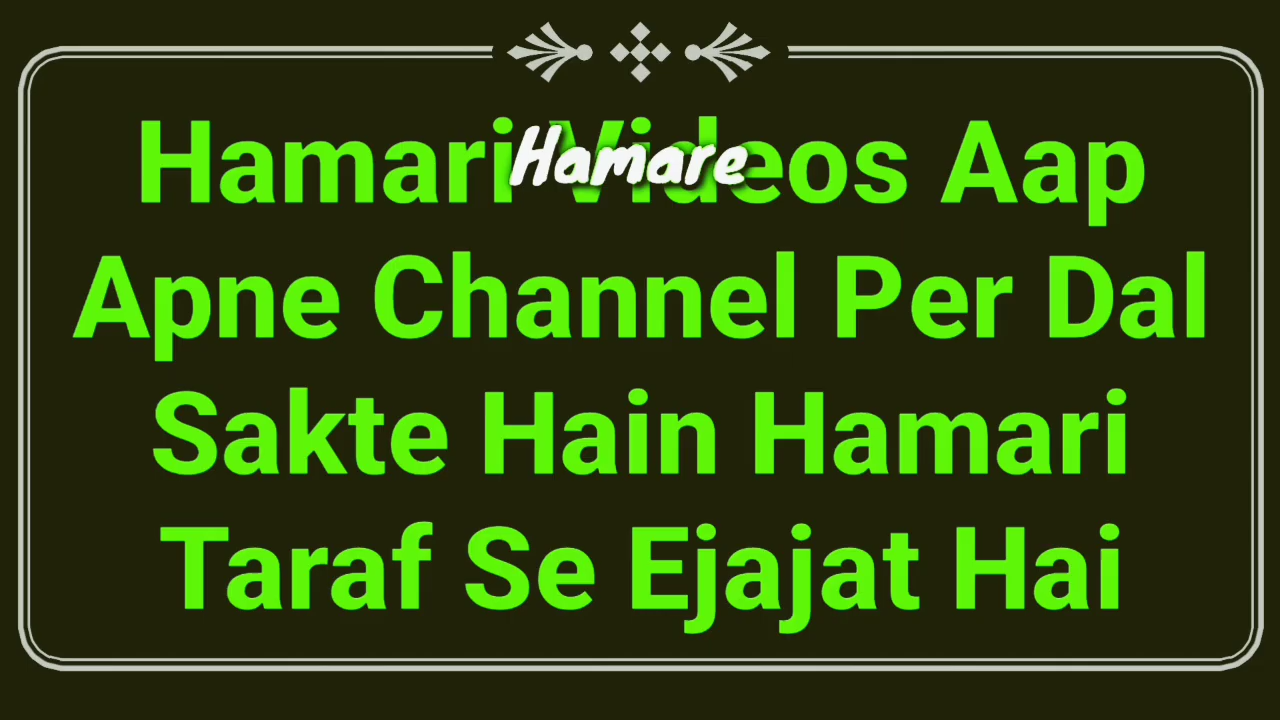 Hamari Videos Aap
Hamare
Apne Channel Per Dal
Sakte Hain Hamari
Taraf Se Ejajat Hai